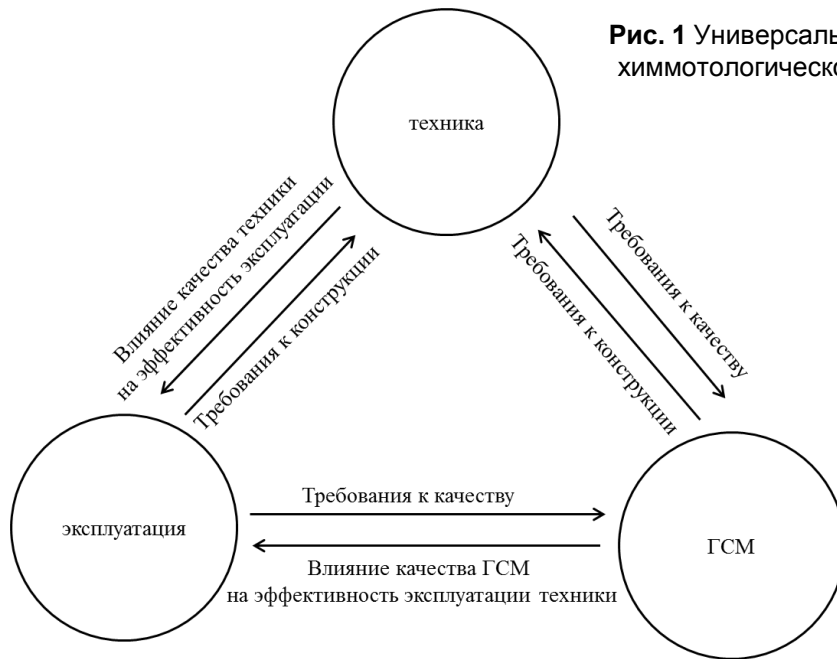 Рис. 1 Универсаль
химмотологическо
техника
Влияние качества техники
на эффективность эксплуатации
Требования к конструкции
Требования к качеству
Требования к конструкции
эксплуатация
Требования к качеству
Влияние качества ГСМ
на эффективность эксплуатации техники
ГСМ